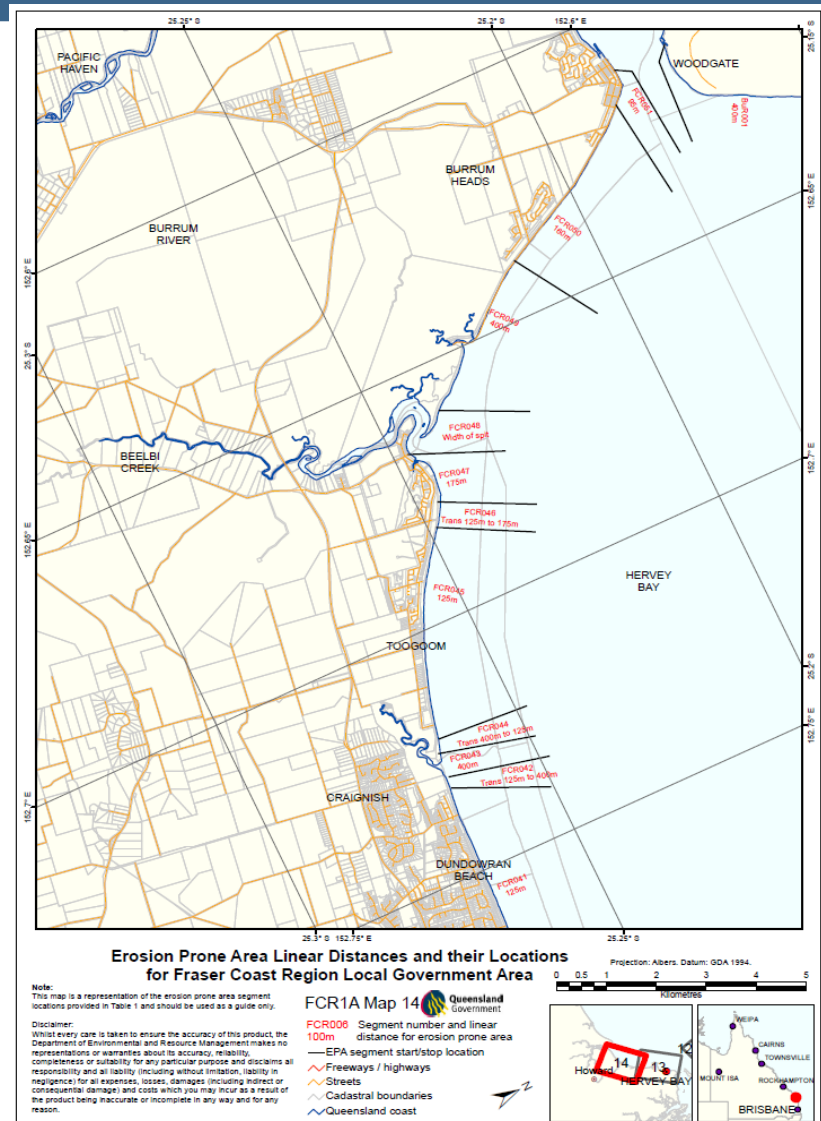 25.25° S
25.2° S
152.6° E
25.15° S
PACIFIC
HAVEN
WOODGATE
FCR051
95m
BUR001
400m
BURRUM
HEADS
152.65° E
BURRUM
RIVER
FCR050
160m
152.6° E
FCR049
400m
25.3° S
FCR048
Width of spit
BEELBI
CREEK
152.7° E
FCR047
175m
FCR046
Trans 125m to 175m
152.65° E
HERVEY
BAY
FCR045
125m
TOOGOOM
25.2° S
152.75° E
FCR044
Trans 400m to 125m
FCR043
400m
FCR042
Trans 125m to 400m
CRAIGNISH
152.7° E
DUNDOWRAN
BEACH
FCR041
125m
25.3° S
152.75° E
25.25° S
Erosion Prone Area Linear Distances and their Locations
for Fraser Coast Region Local Government Area
Projection: Albers. Datum: GDA 1994.
0 0.5 1 2 3 4 5
Kilometres
Note:
This map is a representation of the erosion prone area segment
locations provided in Table 1 and should be used as a guide only.
Disclaimer:
Whilst every care is taken to ensure the accuracy of this product, the
Department of Environmental and Resource Management makes no
representations or warranties about its accuracy, reliability,
completeness or suitability for any particular purpose and disclaims all
responsibility and all liability (including without limitation, liability in
negligence) for all expenses, losses, damages (including indirect or
consequential damage) and costs which you may incur as a result of
the product being inaccurate or incomplete in any way and for any
reason.
FCR1A Map 14
Queensland
Government
FCR006 Segment number and linear
100m distance for erosion prone area
EPA segment start/stop location
Freeways / highways
Streets
Cadastral boundaries
Queensland coast
Z
14
13
12
Howard
HERVEY BAY
WEIPA
CAIRNS
TOWNSVILLE
MOUNT ISA
ROCKHAMPTON
BRISBANE